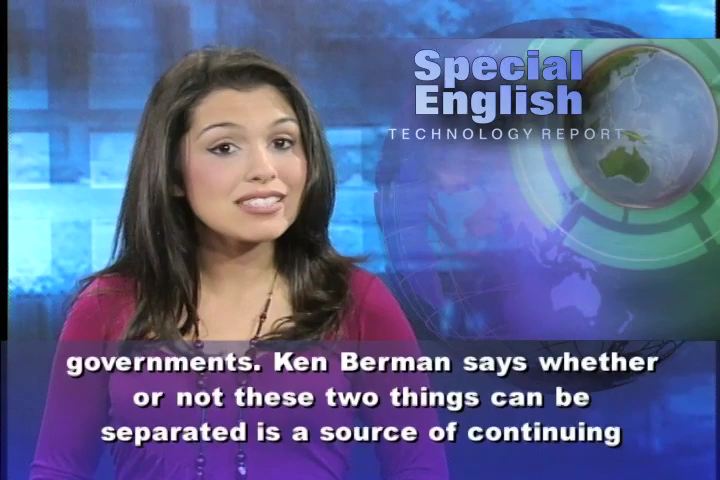 Special
English
TECHNOLOGY REPORT
governments. Ken Berman says whether
or not these two things can be
separated is a source of continuing